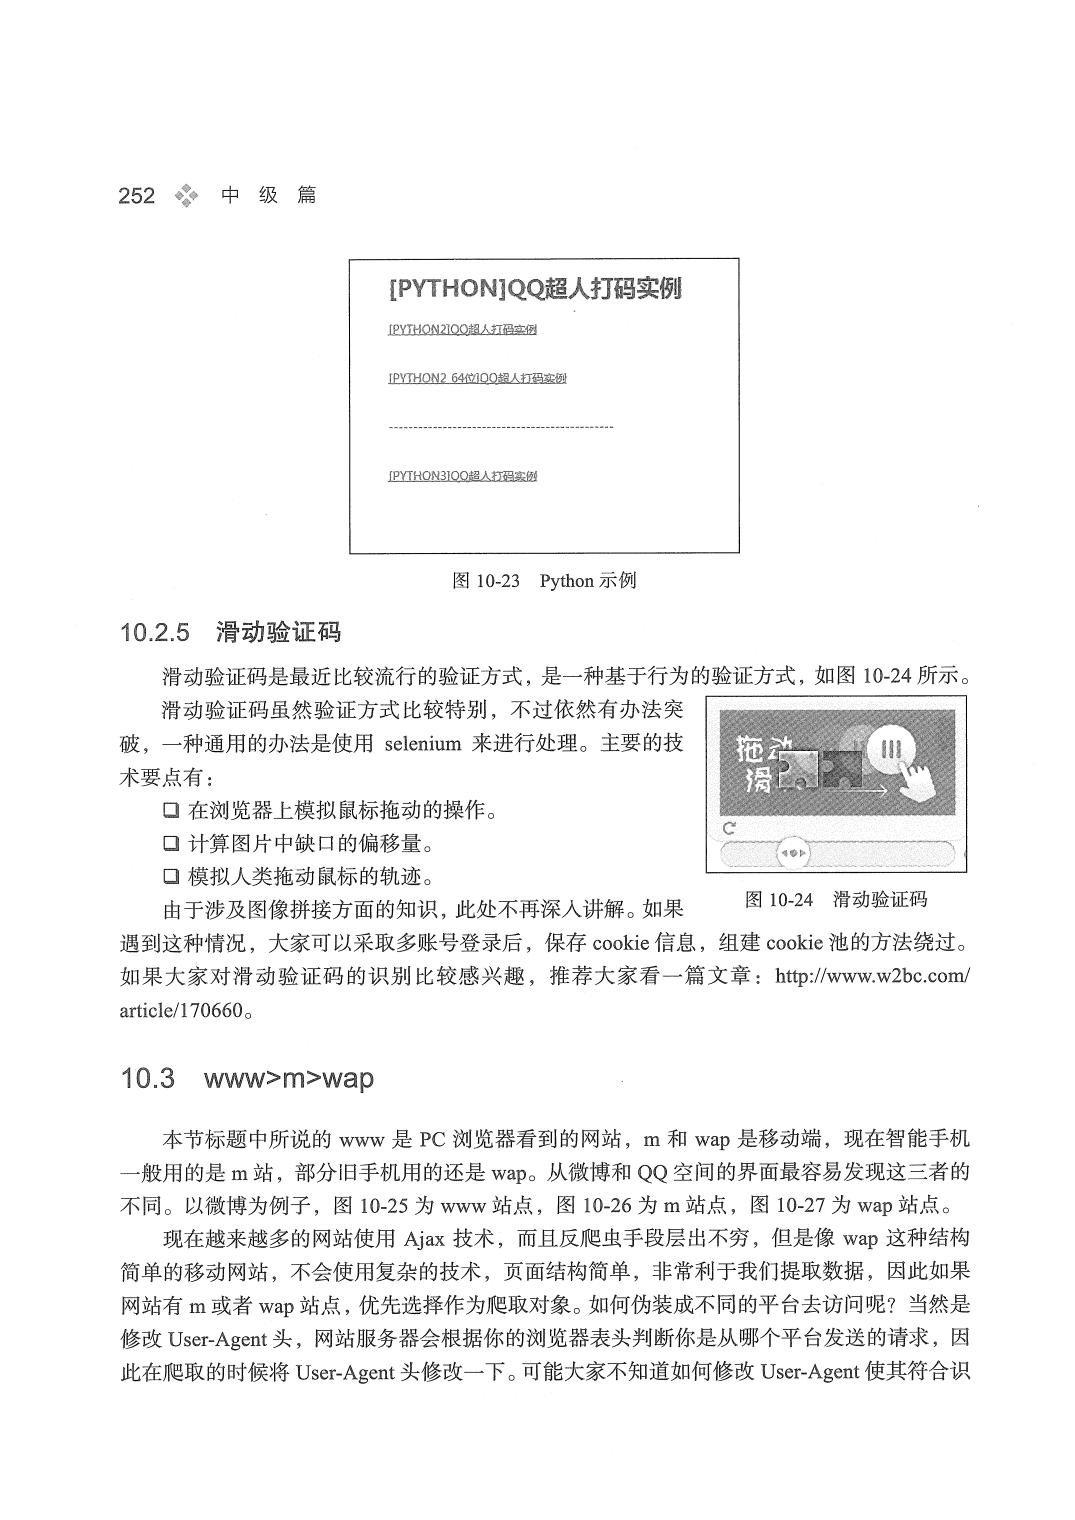 252 中 级 篇
[PYTHON]QQ超人打码实例
[PYTHON2]QQ超人打码实例
[PYTHON2 64位]QQ超人打码实例
----------------------------------------------
[PYTHON3]QQ超人打码实例
图 10-23 Python 示例
10.2.5 滑动验证码
滑动验证码是最近比较流行的验证方式，是一种基于行为的验证方式，如图 10-24 所示。
滑动验证码虽然验证方式比较特别，不过依然有办法突
破，一种通用的办法是使用 selenium 来进行处理。主要的技
术要点有：
❑ 在浏览器上模拟鼠标拖动的操作。
❑ 计算图片中缺口的偏移量。
❑ 模拟人类拖动鼠标的轨迹。
拖动
滑
图 10-24 滑动验证码
由于涉及图像拼接方面的知识，此处不再深入讲解。如果
遇到这种情况，大家可以采取多账号登录后，保存 cookie 信息，组建 cookie 池的方法绕过。
如果大家对滑动验证码的识别比较感兴趣，推荐大家看一篇文章：http://www.w2bc.com/
article/170660。
10.3 www>m>wap
本节标题中所说的 www 是 PC 浏览器看到的网站，m 和 wap 是移动端，现在智能手机
一般用的是 m 站，部分旧手机用的还是 wap。从微博和 QQ 空间的界面最容易发现这三者的
不同。以微博为例子，图 10-25 为 www 站点，图 10-26 为 m 站点，图 10-27 为 wap 站点。
现在越来越多的网站使用 Ajax 技术，而且反爬虫手段层出不穷，但是像 wap 这种结构
简单的移动网站，不会使用复杂的技术，页面结构简单，非常利于我们提取数据，因此如果
网站有 m 或者 wap 站点，优先选择作为爬取对象。如何伪装成不同的平台去访问呢？当然是
修改 User-Agent 头，网站服务器会根据你的浏览器表头判断你是从哪个平台发送的请求，因
此在爬取的时候将 User-Agent 头修改一下。可能大家不知道如何修改 User-Agent 使其符合识